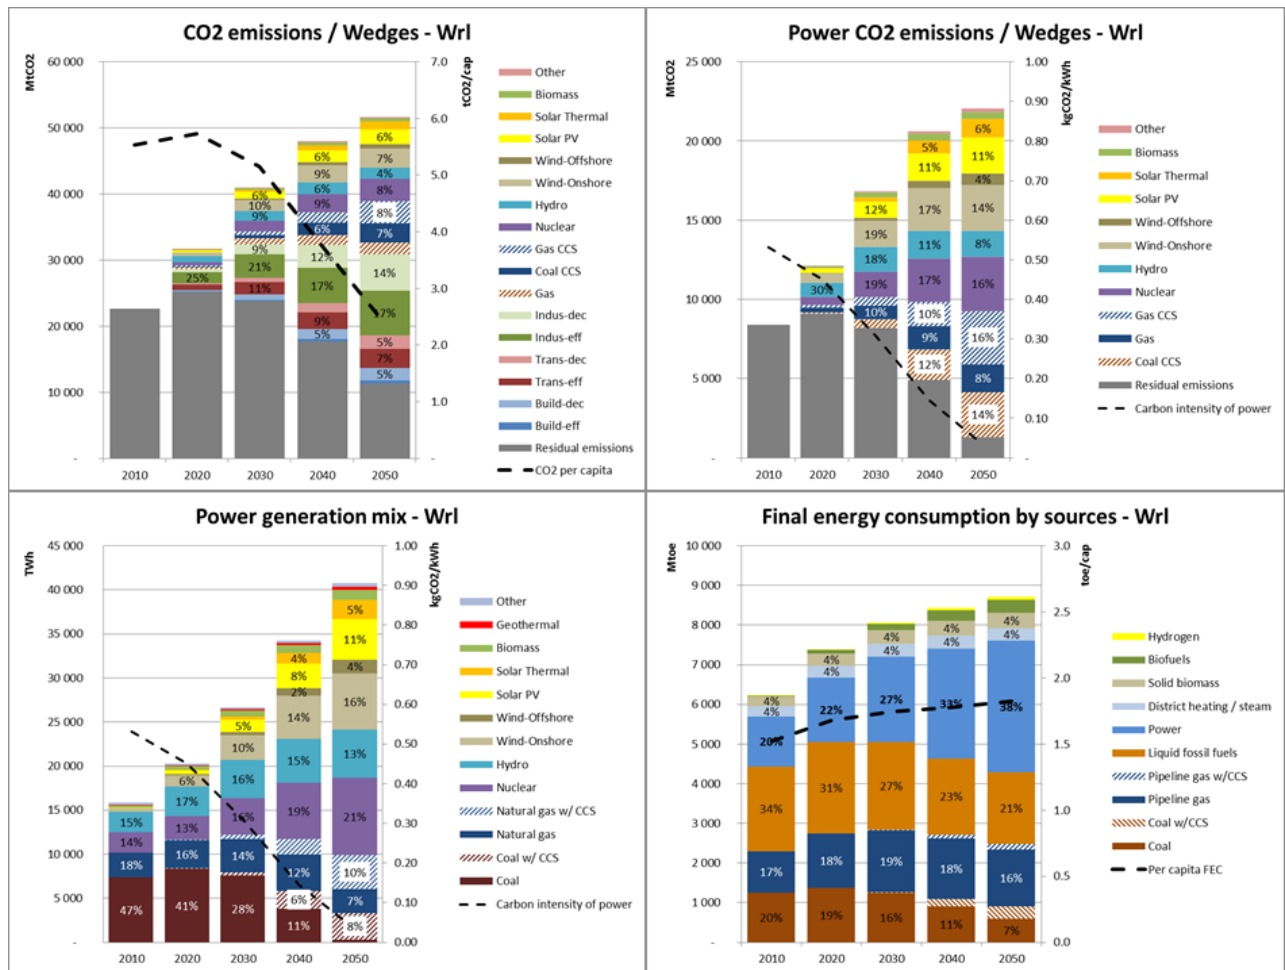 CO2 emissions / Wedges - Wrl
MtCO2
tCO2/cap
60 000
50 000
40 000
30 000
20 000
10 000
-
7.0
6.0
5.0
4.0
3.0
2.0
1.0
-
25%
6%
10%
9%
9%
21%
11%
6%
9%
6%
9%
6%
12%
17%
9%
5%
6%
7%
4%
8%
8%
7%
14%
17%
5%
7%
5%
2010 2020 2030 2040 2050
Other
Biomass
Solar Thermal
Solar PV
Wind-Offshore
Wind-Onshore
Hydro
Nuclear
Gas CCS
Coal CCS
Gas
Indus-dec
Indus-eff
Trans-dec
Trans-eff
Build-dec
Build-eff
Residual emissions
CO2 per capita
Power CO2 emissions / Wedges - Wrl
MtCO2
kgCO2/kWh
25 000
20 000
15 000
10 000
5 000
-
1.00
0.90
0.80
0.70
0.60
0.50
0.40
0.30
0.20
0.10
-
30%
12%
19%
18%
19%
10%
5%
11%
17%
11%
17%
10%
9%
12%
6%
11%
4%
14%
8%
16%
16%
8%
14%
2010 2020 2030 2040 2050
Other
Biomass
Solar Thermal
Solar PV
Wind-Offshore
Wind-Onshore
Hydro
Nuclear
Gas CCS
Gas
Coal CCS
Residual emissions
Carbon intensity of power
Power generation mix - Wrl
TWh
kgCO2/kWh
45 000
40 000
35 000
30 000
25 000
20 000
15 000
10 000
5 000
-
1.00
0.90
0.80
0.70
0.60
0.50
0.40
0.30
0.20
0.10
0.00
15%
14%
18%
47%
6%
17%
13%
16%
41%
5%
10%
16%
16%
14%
28%
4%
8%
2%
14%
15%
19%
12%
6%
11%
5%
11%
4%
16%
13%
21%
10%
7%
8%
2010 2020 2030 2040 2050
Other
Geothermal
Biomass
Solar Thermal
Solar PV
Wind-Offshore
Wind-Onshore
Hydro
Nuclear
Natural gas w/ CCS
Natural gas
Coal w/ CCS
Coal
Carbon intensity of power
Final energy consumption by sources - Wrl
Mtoe
toe/cap
10 000
9 000
8 000
7 000
6 000
5 000
4 000
3 000
2 000
1 000
-
3.0
2.5
2.0
1.5
1.0
0.5
0.0
4%
4%
20%
34%
17%
20%
4%
4%
22%
31%
18%
19%
4%
4%
27%
27%
19%
16%
4%
4%
33%
23%
18%
11%
4%
4%
38%
21%
16%
7%
2010 2020 2030 2040 2050
Hydrogen
Biofuels
Solid biomass
District heating / steam
Power
Liquid fossil fuels
Pipeline gas w/CCS
Pipeline gas
Coal w/CCS
Coal
Per capita FEC